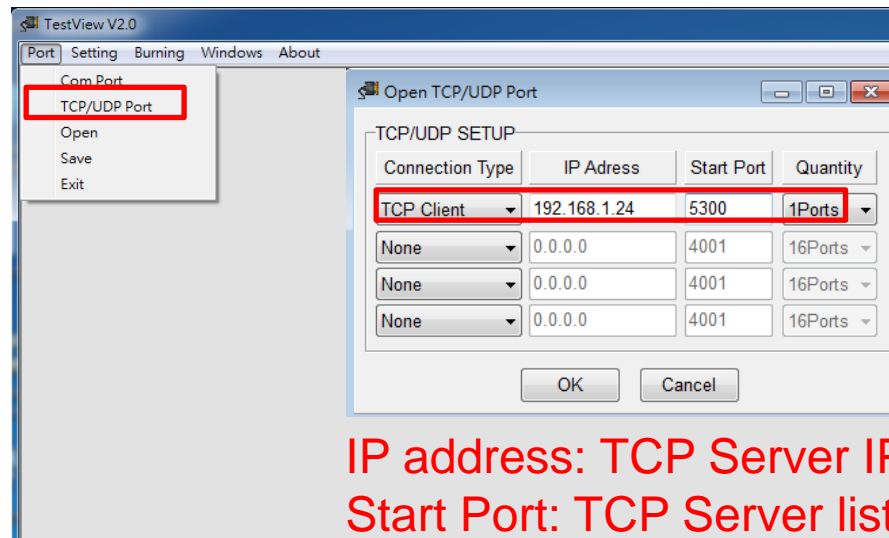 TestView V2.0
Port Setting Burning Windows About
Com Port
TCP/UDP Port
Open
Save
Exit
Open TCP/UDP Port
TCP/UDP SETUP
Connection Type IP Adress Start Port Quantity
TCP Client 192.168.1.24 5300 1Ports
None 0.0.0.0 4001 16Ports
None 0.0.0.0 4001 16Ports
None 0.0.0.0 4001 16Ports
OK Cancel
IP address: TCP Server IP
Start Port: TCP Server list